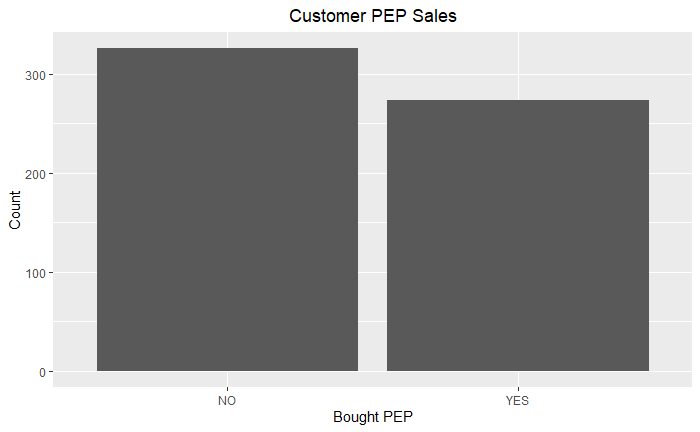 Customer PEP Sales
300
200
100
0
Count
NO YES
Bought PEP